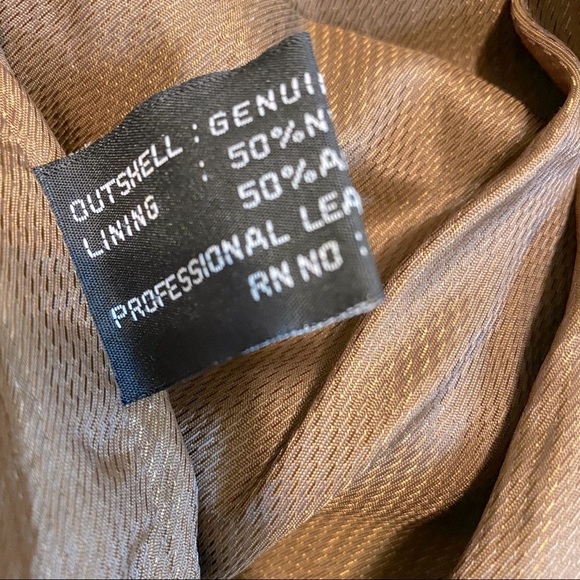 OUTSHELL : GENUI
LINING : 50%N
50%A
PROFESSIONAL LEA
RN NO :